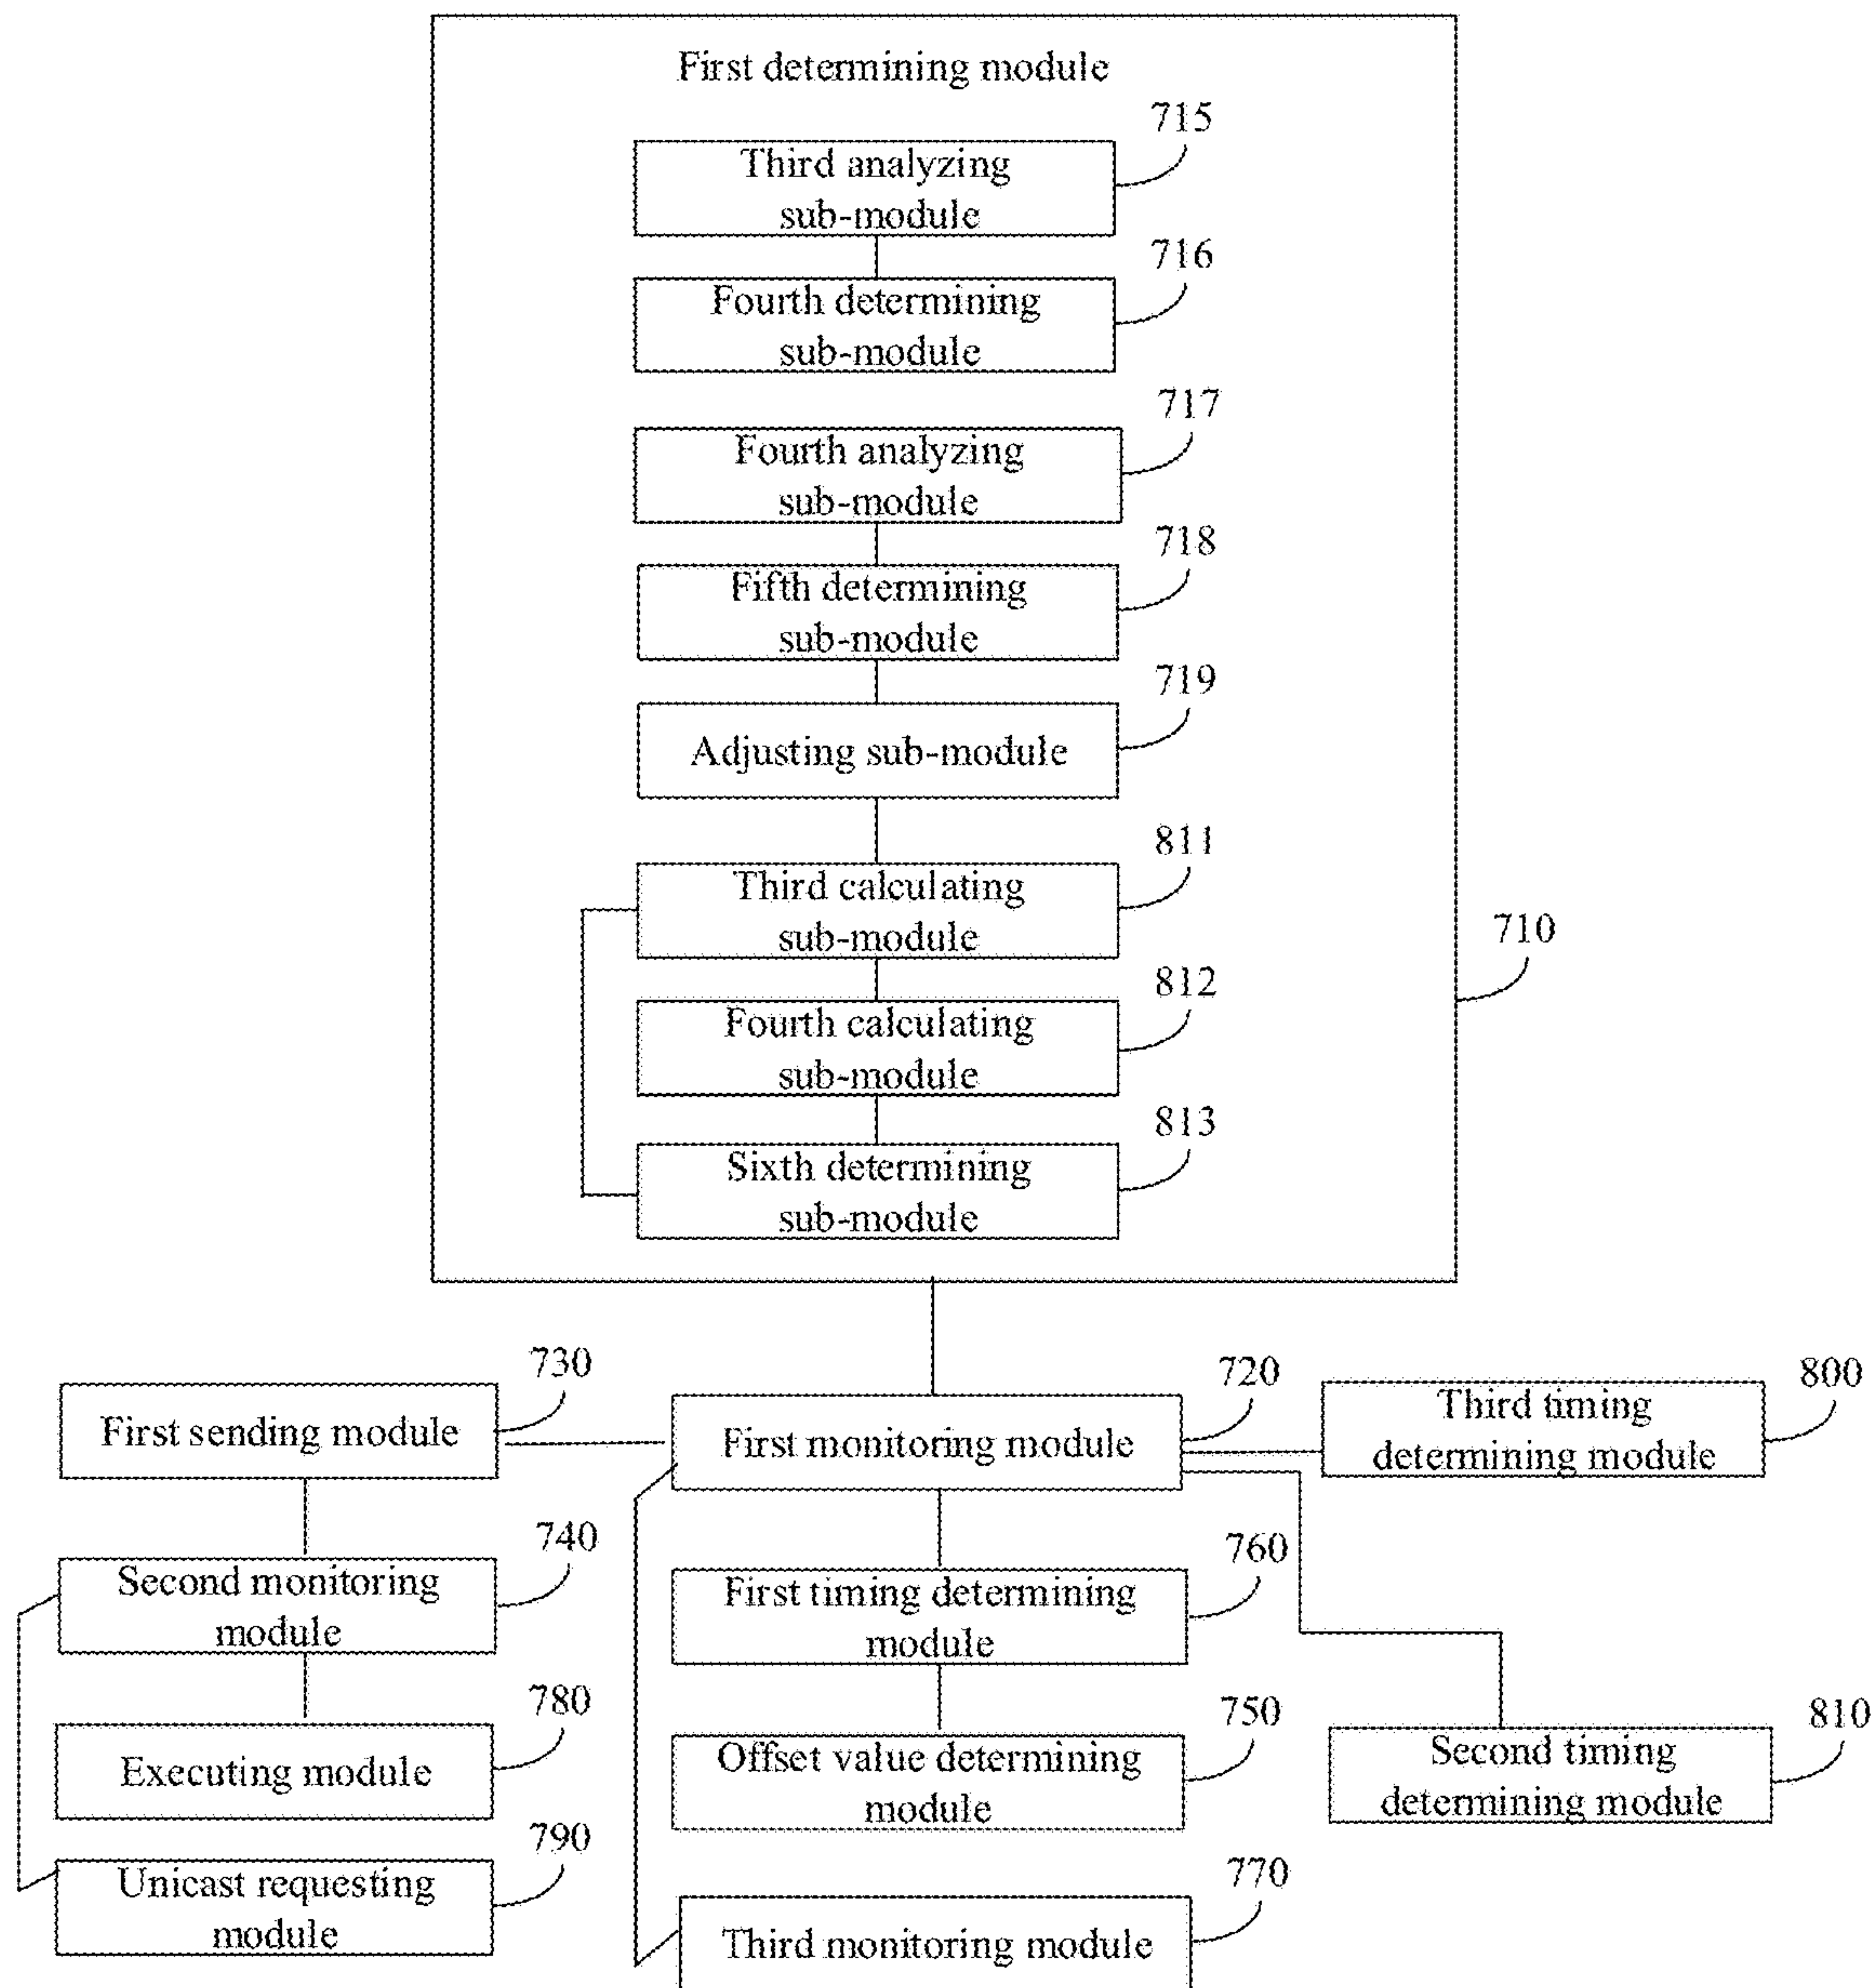 First determining module
715
Third analyzing
sub-module
716
Fourth determining
sub-module
717
Fourth analyzing
sub-module
718
Fifth determining
sub-module
719
Adjusting sub-module
811
Third calculating
sub-module
710
812
Fourth calculating
sub-module
813
Sixth determining
sub-module
730
First sending module
720
First monitoring module
800
Third timing
determining module
740
Second monitoring
module
760
First timing determining
module
780
Executing module
750
Offset value determining
module
810
Second timing
determining module
790
Unicast requesting
module
770
Third monitoring module